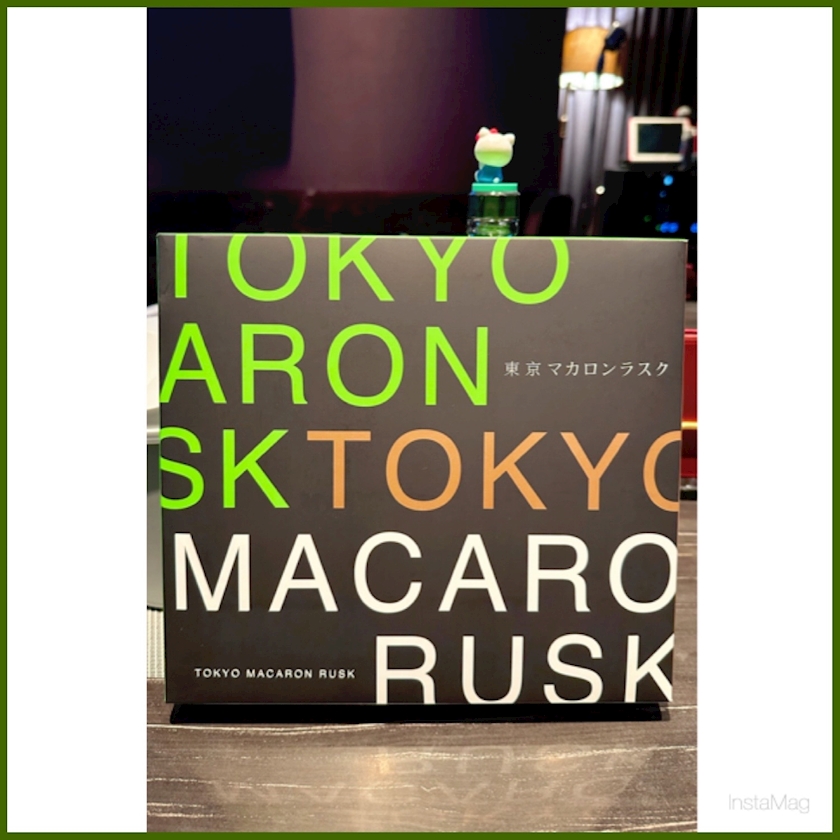 TOKYO
ARON
東京マカロンラスク
SKTOKYO
MACARO
RUSK
TOKYO MACARON RUSK
InstaMag